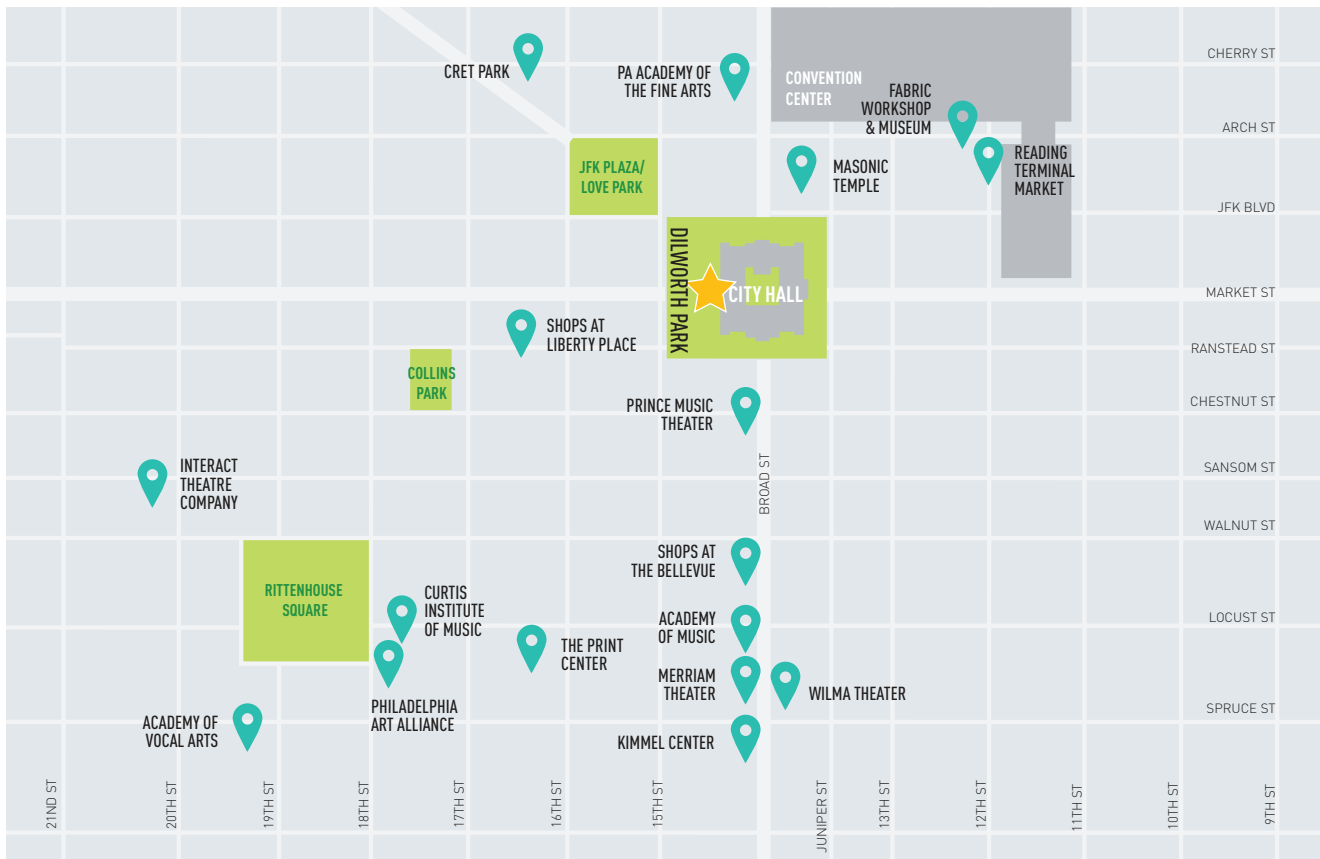 CHERRY ST
CRET PARK
PA ACADEMY OF
THE FINE ARTS
CONVENTION
CENTER
FABRIC
WORKSHOP
& MUSEUM
ARCH ST
JFK PLAZA/
LOVE PARK
MASONIC
TEMPLE
READING
TERMINAL
MARKET
JFK BLVD
DILWORTH PARK
CITY HALL
MARKET ST
SHOPS AT
LIBERTY PLACE
RANSTEAD ST
COLLINS
PARK
CHESTNUT ST
PRINCE MUSIC
THEATER
INTERACT
THEATRE
COMPANY
SANSOM ST
BROAD ST
WALNUT ST
SHOPS AT
THE BELLEVUE
RITTENHOUSE
SQUARE
CURTIS
INSTITUTE
OF MUSIC
ACADEMY
OF MUSIC
LOCUST ST
THE PRINT
CENTER
MERRIAM
THEATER
WILMA THEATER
PHILADELPHIA
ART ALLIANCE
SPRUCE ST
ACADEMY OF
VOCAL ARTS
KIMMEL CENTER
21ND ST
20TH ST
19TH ST
18TH ST
17TH ST
16TH ST
15TH ST
JUNIPER ST
13TH ST
12TH ST
11TH ST
10TH ST
9TH ST